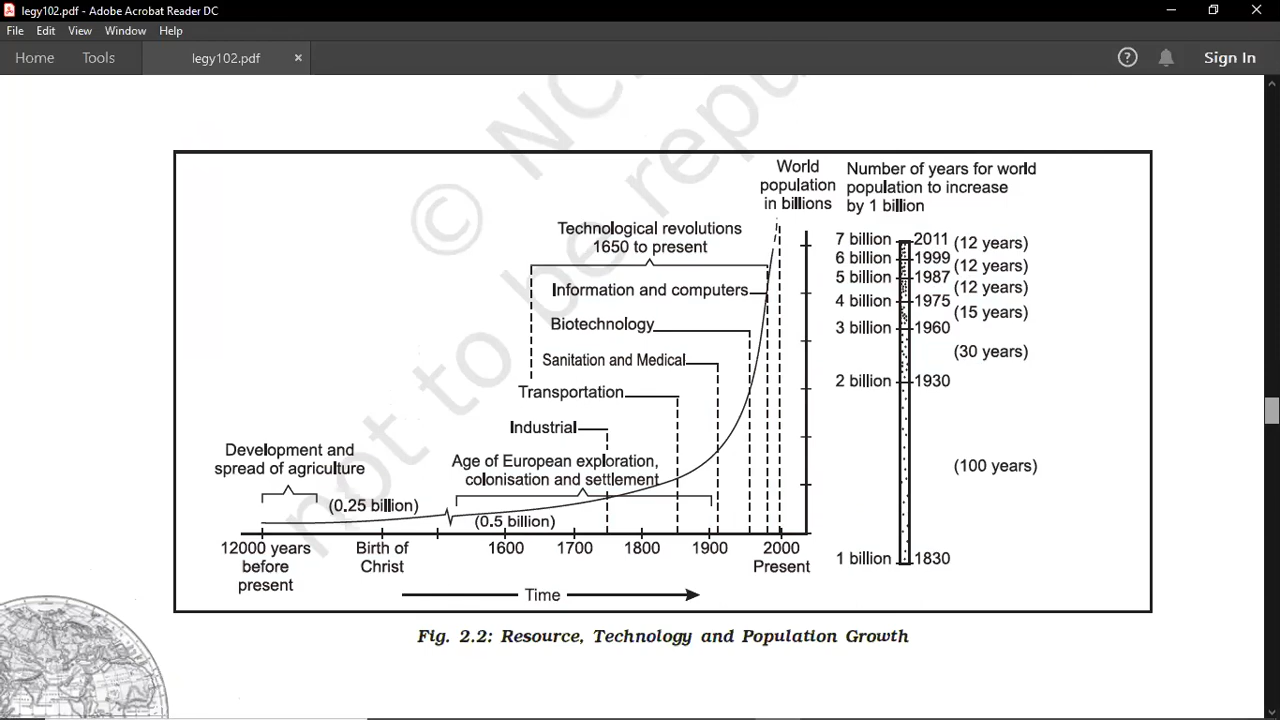 legy102.pdf - Adobe Acrobat Reader DC
File Edit View Window Help
Home Tools legy102.pdf × ? Sign In
© NC
not to be repu
World population in billions
Number of years for world
population to increase
by 1 billion
Technological revolutions
1650 to present
Information and computers
Biotechnology
Sanitation and Medical
Transportation
Industrial
Age of European exploration,
colonisation and settlement
Development and
spread of agriculture
(0.25 billion)
(0.5 billion)
12000 years
before
present
Birth of
Christ
1600
1700
1800
1900
2000
Present
Time
7 billion 2011 (12 years)
6 billion 1999 (12 years)
5 billion 1987 (12 years)
4 billion 1975 (15 years)
3 billion 1960 (30 years)
2 billion 1930 (100 years)
1 billion 1830
Fig. 2.2: Resource, Technology and Population Growth